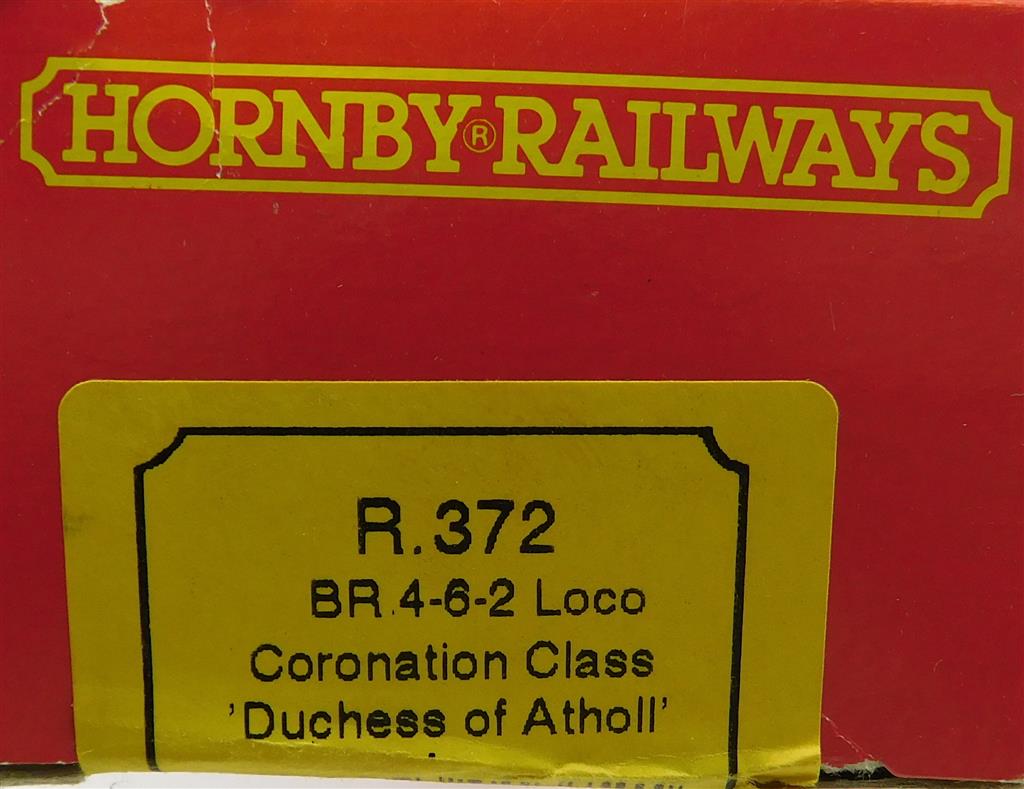 HORNBY® RAILWAYS
R.372
BR.4-6-2 Loco
Coronation Class
'Duchess of Atholl'